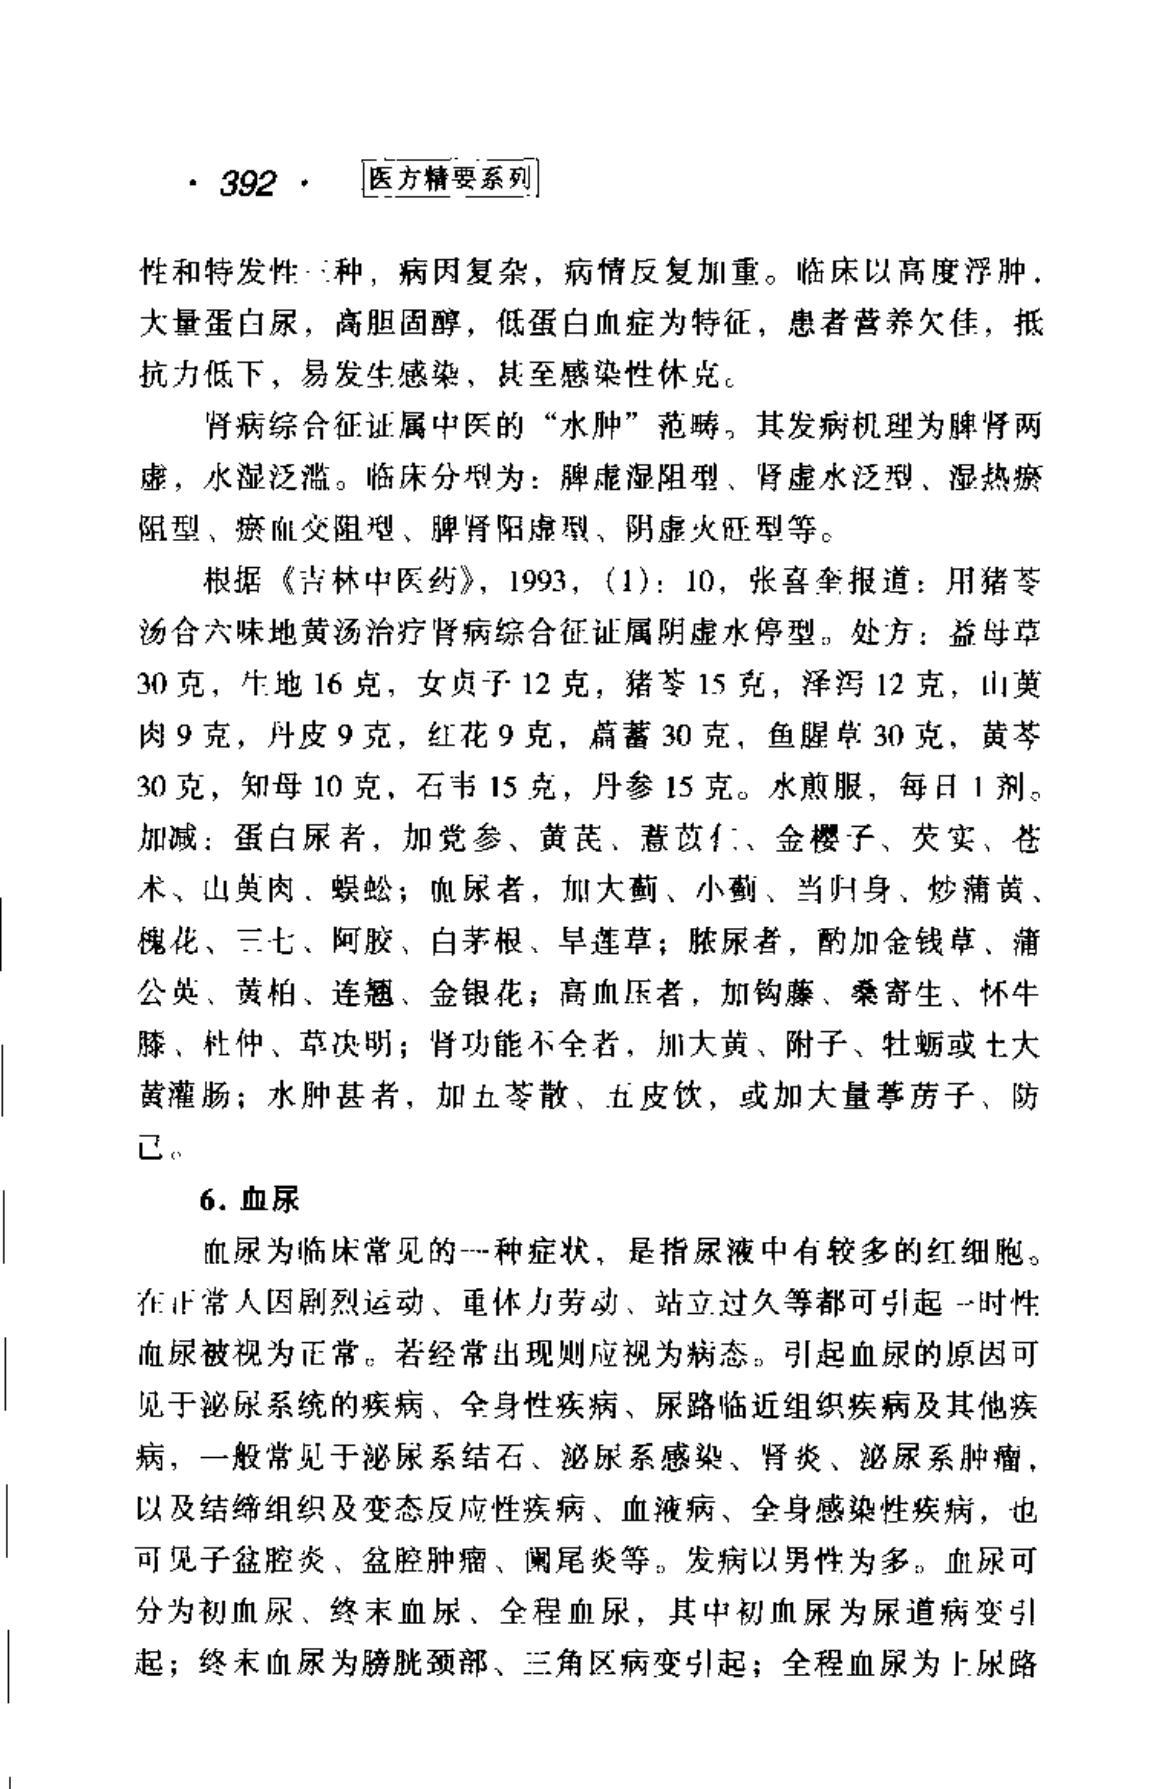 · 392 · 医方精要系列
性和特发性三种，病因复杂，病情反复加重。临床以高度浮肿，
大量蛋白尿，高胆固醇，低蛋白血症为特征，患者营养欠佳，抵
抗力低下，易发生感染，甚至感染性休克。
肾病综合征证属中医的“水肿”范畴。其发病机理为脾肾两
虚，水湿泛滥。临床分型为：脾虚湿阻型、肾虚水泛型、湿热瘀
阻型、瘀血交阻型、脾肾阳虚型、阴虚火旺型等。
根据《吉林中医药》，1993，（1）：10，张喜奎报道：用猪苓
汤合六味地黄汤治疗肾病综合征证属阴虚水停型。处方：益母草
30克，生地16克，女贞子12克，猪苓15克，泽泻12克，山萸
肉9克，丹皮9克，红花9克，萹蓄30克，鱼腥草30克，黄芩
30克，知母10克，石韦15克，丹参15克。水煎服，每日1剂。
加减：蛋白尿者，加党参、黄芪、薏苡仁、金樱子、芡实、苍
术、山萸肉、蜈蚣；血尿者，加大蓟、小蓟、当归身、炒蒲黄、
槐花、三七、阿胶、白茅根、旱莲草；脓尿者，酌加金钱草、蒲
公英、黄柏、连翘、金银花；高血压者，加钩藤、桑寄生、怀牛
膝、杜仲、草决明；肾功能不全者，加大黄、附子、牡蛎或土大
黄灌肠；水肿甚者，加五苓散、五皮饮，或加大量葶苈子、防
己。
6. 血尿
血尿为临床常见的一种症状，是指尿液中有较多的红细胞。
在正常人因剧烈运动、重体力劳动、站立过久等都可引起一时性
血尿被视为正常。若经常出现则应视为病态。引起血尿的原因可
见于泌尿系统的疾病、全身性疾病、尿路临近组织疾病及其他疾
病，一般常见于泌尿系结石、泌尿系感染、肾炎、泌尿系肿瘤，
以及结缔组织及变态反应性疾病、血液病、全身感染性疾病，也
可见子盆腔炎、盆腔肿瘤、阑尾炎等。发病以男性为多。血尿可
分为初血尿、终末血尿、全程血尿，其中初血尿为尿道病变引
起；终末血尿为膀胱颈部、三角区病变引起；全程血尿为上尿路